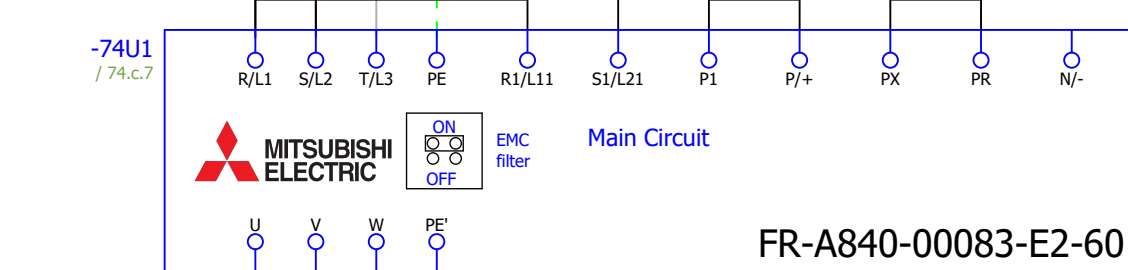 -74U1
/ 74.c.7
R/L1 S/L2 T/L3 PE R1/L11 S1/L21 P1 P/+ PX PR N/-
MITSUBISHI
ELECTRIC
ON
OFF
EMC
filter
Main Circuit
U V W PE'
FR-A840-00083-E2-60